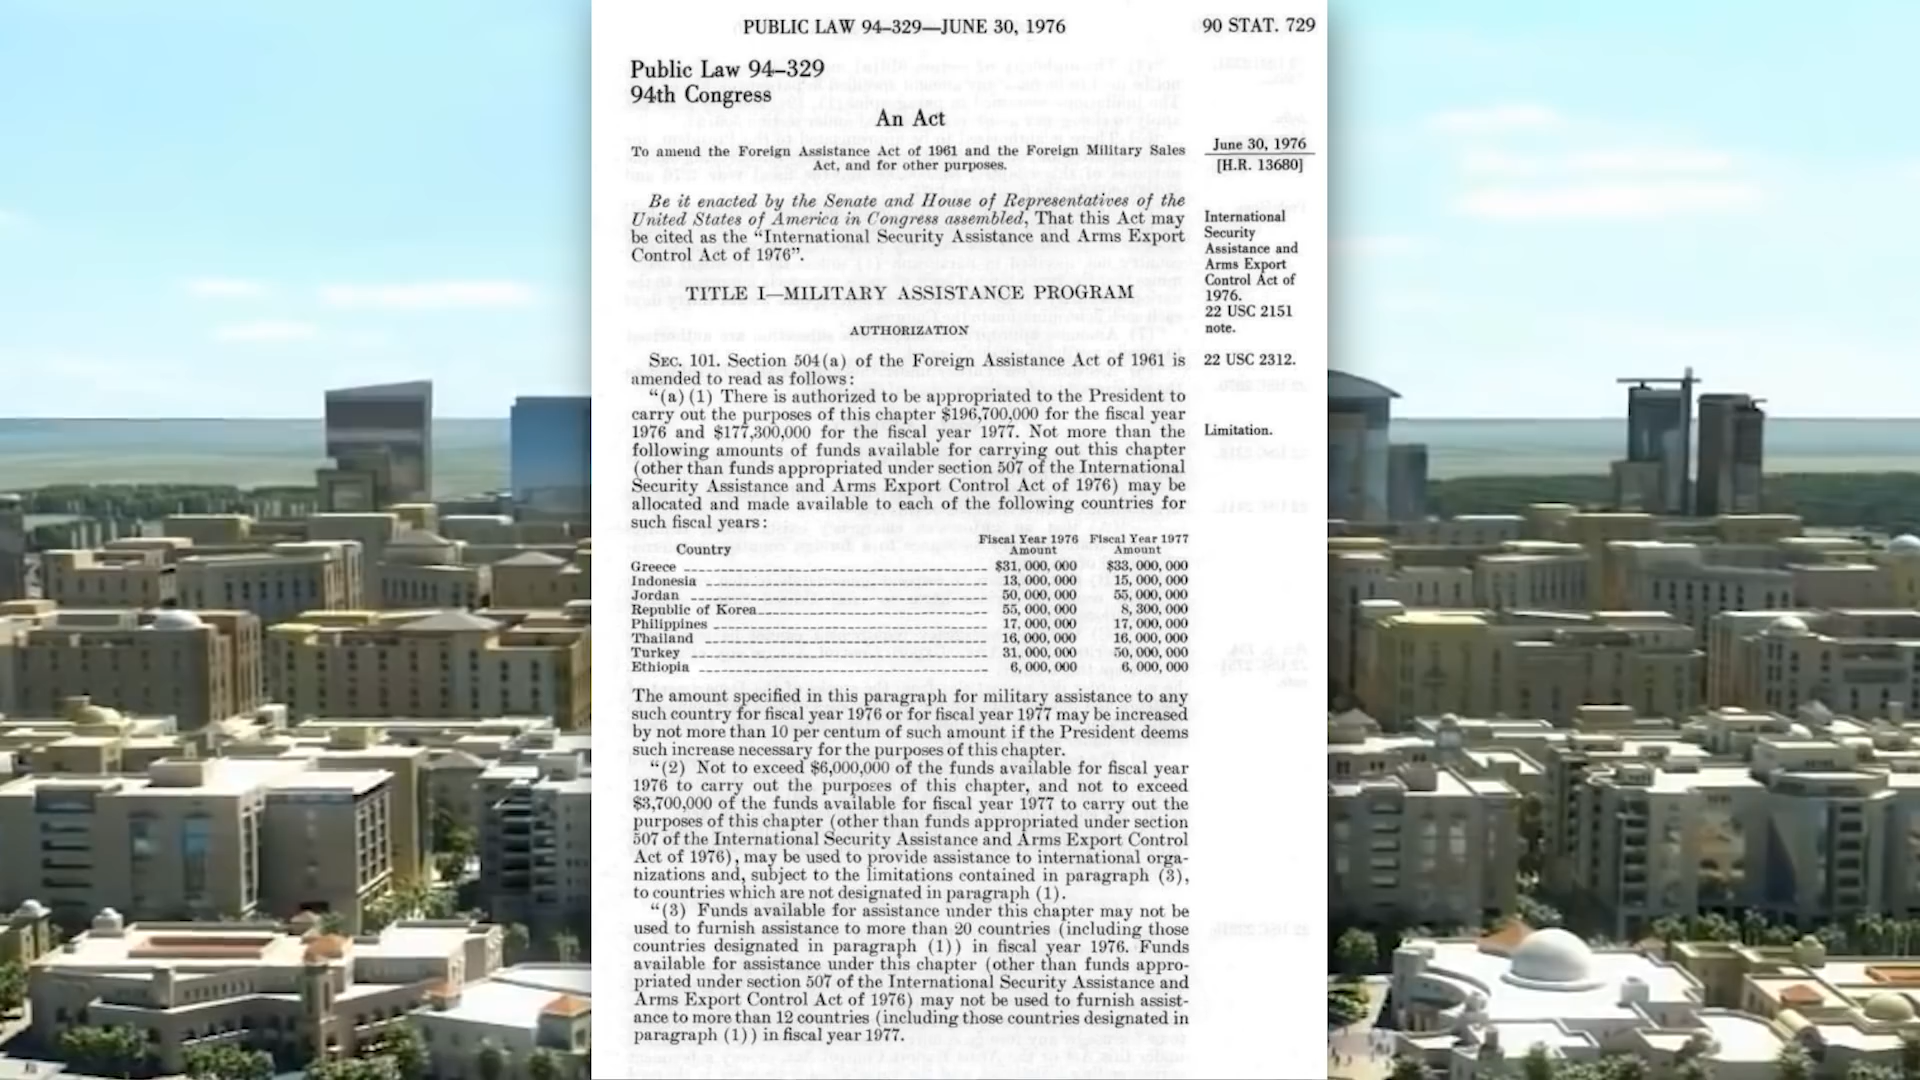 PUBLIC LAW 94–329—JUNE 30, 1976
90 STAT. 729
Public Law 94–329
94th Congress
An Act
To amend the Foreign Assistance Act of 1961 and the Foreign Military Sales
Act, and for other purposes.
June 30, 1976
[H.R. 13680]
Be it enacted by the Senate and House of Representatives of the
United States of America in Congress assembled, That this Act may
be cited as the “International Security Assistance and Arms Export
Control Act of 1976”.
International
Security
Assistance and
Arms Export
Control Act of
1976.
22 USC 2151
note.
TITLE I—MILITARY ASSISTANCE PROGRAM
AUTHORIZATION
SEC. 101. Section 504(a) of the Foreign Assistance Act of 1961 is
amended to read as follows:
22 USC 2312.
“(a) (1) There is authorized to be appropriated to the President to
carry out the purposes of this chapter $196,700,000 for the fiscal year
1976 and $177,300,000 for the fiscal year 1977. Not more than the
following amounts of funds available for carrying out this chapter
(other than funds appropriated under section 507 of the International
Security Assistance and Arms Export Control Act of 1976) may be
allocated and made available to each of the following countries for
such fiscal years:
Limitation.
Country Fiscal Year 1976 Amount Fiscal Year 1977 Amount
Greece $31,000,000 $33,000,000
Indonesia 13,000,000 15,000,000
Jordan 50,000,000 55,000,000
Republic of Korea 55,000,000 8,300,000
Philippines 17,000,000 17,000,000
Thailand 16,000,000 16,000,000
Turkey 31,000,000 50,000,000
Ethiopia 6,000,000 6,000,000
The amount specified in this paragraph for military assistance to any
such country for fiscal year 1976 or for fiscal year 1977 may be increased
by not more than 10 per centum of such amount if the President deems
such increase necessary for the purposes of this chapter.
“(2) Not to exceed $6,000,000 of the funds available for fiscal year
1976 to carry out the purposes of this chapter, and not to exceed
$3,700,000 of the funds available for fiscal year 1977 to carry out the
purposes of this chapter (other than funds appropriated under section
507 of the International Security Assistance and Arms Export Control
Act of 1976), may be used to provide assistance to international orga-
nizations and, subject to the limitations contained in paragraph (3),
to countries which are not designated in paragraph (1).
“(3) Funds available for assistance under this chapter may not be
used to furnish assistance to more than 20 countries (including those
countries designated in paragraph (1)) in fiscal year 1976. Funds
available for assistance under this chapter (other than funds appro-
priated under section 507 of the International Security Assistance and
Arms Export Control Act of 1976) may not be used to furnish assist-
ance to more than 12 countries (including those countries designated in
paragraph (1)) in fiscal year 1977.